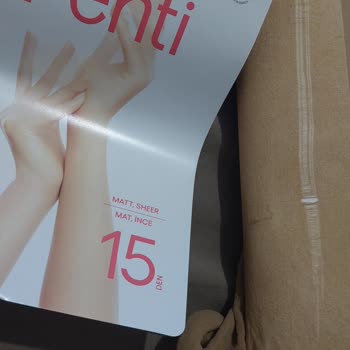 enti
MATT, SHEER
MAT, İNCE
15
DEN